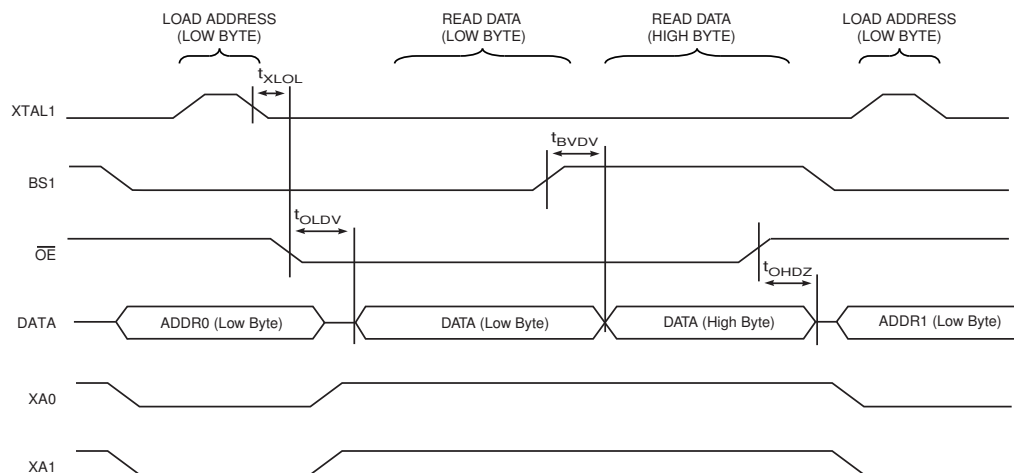 LOAD ADDRESS
(LOW BYTE)
READ DATA
(LOW BYTE)
READ DATA
(HIGH BYTE)
LOAD ADDRESS
(LOW BYTE)
tXLOL
XTAL1
tBVDV
BS1
tOLDV
OE
tOHDZ
DATA
ADDR0 (Low Byte)
DATA (Low Byte)
DATA (High Byte)
ADDR1 (Low Byte)
XA0
XA1